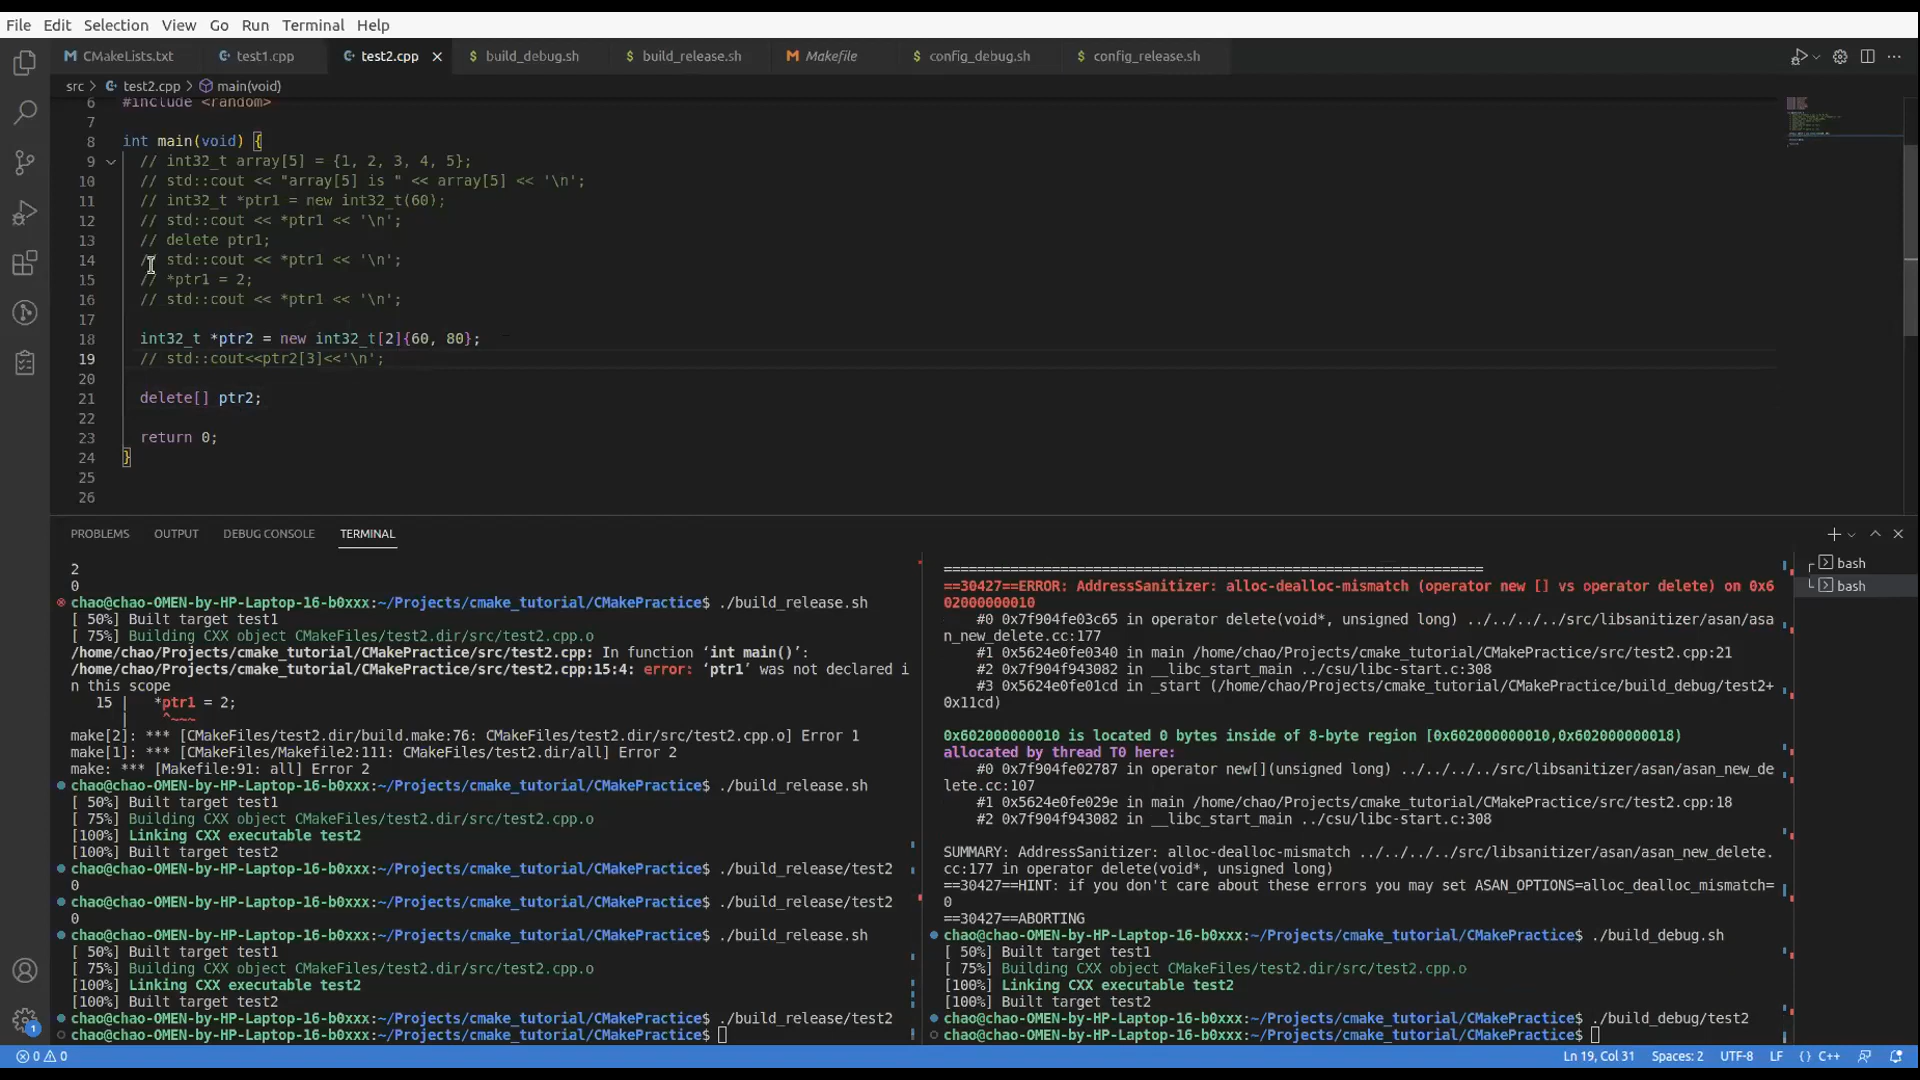 File Edit Selection View Go Run Terminal Help
CMakeLists.txt test1.cpp test2.cpp build_debug.sh build_release.sh Makefile config_debug.sh config_release.sh
src > test2.cpp > main(void)
6 #include <random>
7
8 int main(void) {
9 // int32_t array[5] = {1, 2, 3, 4, 5};
10 // std::cout << "array[5] is " << array[5] << '\n';
11 // int32_t *ptr1 = new int32_t(60);
12 // std::cout << *ptr1 << '\n';
13 // delete ptr1;
14 // std::cout << *ptr1 << '\n';
15 // *ptr1 = 2;
16 // std::cout << *ptr1 << '\n';
17
18 int32_t *ptr2 = new int32_t[2]{60, 80};
19 // std::cout<<ptr2[3]<<'\n';
20
21 delete[] ptr2;
22
23 return 0;
24 }
25
26
PROBLEMS OUTPUT DEBUG CONSOLE TERMINAL
2
0
chao@chao-OMEN-by-HP-Laptop-16-b0xxx:~/Projects/cmake_tutorial/CMakePractice$ ./build_release.sh
[ 50%] Built target test1
[ 75%] Building CXX object CMakeFiles/test2.dir/src/test2.cpp.o
/home/chao/Projects/cmake_tutorial/CMakePractice/src/test2.cpp: In function ‘int main()’:
/home/chao/Projects/cmake_tutorial/CMakePractice/src/test2.cpp:15:4: error: ‘ptr1’ was not declared i
n this scope
15 | *ptr1 = 2;
| ^~~~
make[2]: *** [CMakeFiles/test2.dir/build.make:76: CMakeFiles/test2.dir/src/test2.cpp.o] Error 1
make[1]: *** [CMakeFiles/Makefile2:111: CMakeFiles/test2.dir/all] Error 2
make: *** [Makefile:91: all] Error 2
chao@chao-OMEN-by-HP-Laptop-16-b0xxx:~/Projects/cmake_tutorial/CMakePractice$ ./build_release.sh
[ 50%] Built target test1
[ 75%] Building CXX object CMakeFiles/test2.dir/src/test2.cpp.o
[100%] Linking CXX executable test2
[100%] Built target test2
chao@chao-OMEN-by-HP-Laptop-16-b0xxx:~/Projects/cmake_tutorial/CMakePractice$ ./build_release/test2
0
chao@chao-OMEN-by-HP-Laptop-16-b0xxx:~/Projects/cmake_tutorial/CMakePractice$ ./build_release/test2
0
chao@chao-OMEN-by-HP-Laptop-16-b0xxx:~/Projects/cmake_tutorial/CMakePractice$ ./build_release.sh
[ 50%] Built target test1
[ 75%] Building CXX object CMakeFiles/test2.dir/src/test2.cpp.o
[100%] Linking CXX executable test2
[100%] Built target test2
chao@chao-OMEN-by-HP-Laptop-16-b0xxx:~/Projects/cmake_tutorial/CMakePractice$ ./build_release/test2
chao@chao-OMEN-by-HP-Laptop-16-b0xxx:~/Projects/cmake_tutorial/CMakePractice$
=================================================================
==30427==ERROR: AddressSanitizer: alloc-dealloc-mismatch (operator new [] vs operator delete) on 0x6
02000000010
#0 0x7f904fe03c65 in operator delete(void*, unsigned long) ../../../../src/libsanitizer/asan/asa
n_new_delete.cc:177
#1 0x5624e0fe0340 in main /home/chao/Projects/cmake_tutorial/CMakePractice/src/test2.cpp:21
#2 0x7f904f943082 in __libc_start_main ../csu/libc-start.c:308
#3 0x5624e0fe01cd in _start (/home/chao/Projects/cmake_tutorial/CMakePractice/build_debug/test2+
0x11cd)
0x602000000010 is located 0 bytes inside of 8-byte region [0x602000000010,0x602000000018)
allocated by thread T0 here:
#0 0x7f904fe02787 in operator new[](unsigned long) ../../../../src/libsanitizer/asan/asan_new_de
lete.cc:107
#1 0x5624e0fe029e in main /home/chao/Projects/cmake_tutorial/CMakePractice/src/test2.cpp:18
#2 0x7f904f943082 in __libc_start_main ../csu/libc-start.c:308
SUMMARY: AddressSanitizer: alloc-dealloc-mismatch ../../../../src/libsanitizer/asan/asan_new_delete.
cc:177 in operator delete(void*, unsigned long)
==30427==HINT: if you don't care about these errors you may set ASAN_OPTIONS=alloc_dealloc_mismatch=
0
==30427==ABORTING
chao@chao-OMEN-by-HP-Laptop-16-b0xxx:~/Projects/cmake_tutorial/CMakePractice$ ./build_debug.sh
[ 50%] Built target test1
[ 75%] Building CXX object CMakeFiles/test2.dir/src/test2.cpp.o
[100%] Linking CXX executable test2
[100%] Built target test2
chao@chao-OMEN-by-HP-Laptop-16-b0xxx:~/Projects/cmake_tutorial/CMakePractice$ ./build_debug/test2
chao@chao-OMEN-by-HP-Laptop-16-b0xxx:~/Projects/cmake_tutorial/CMakePractice$
bash
bash
1
0 0 Ln 19, Col 31 Spaces: 2 UTF-8 LF {} C++